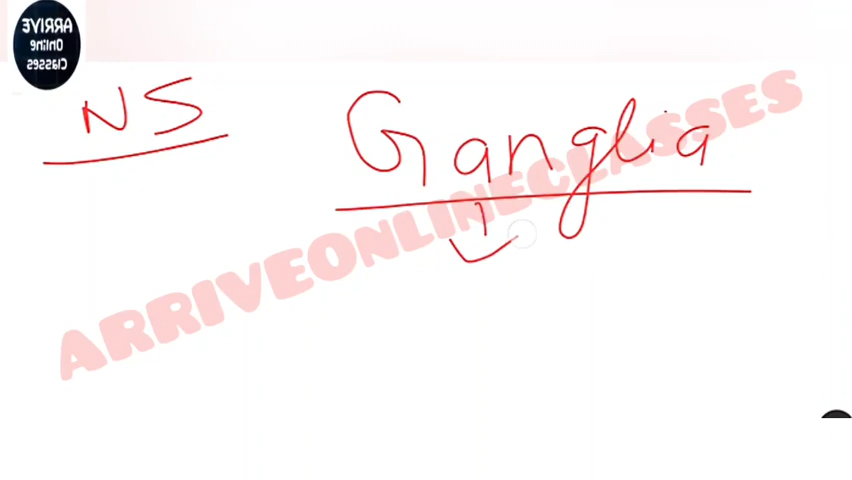 ARRIVE
Online
Classes
NS
Ganglia
ARRIVEONLINECLASSES